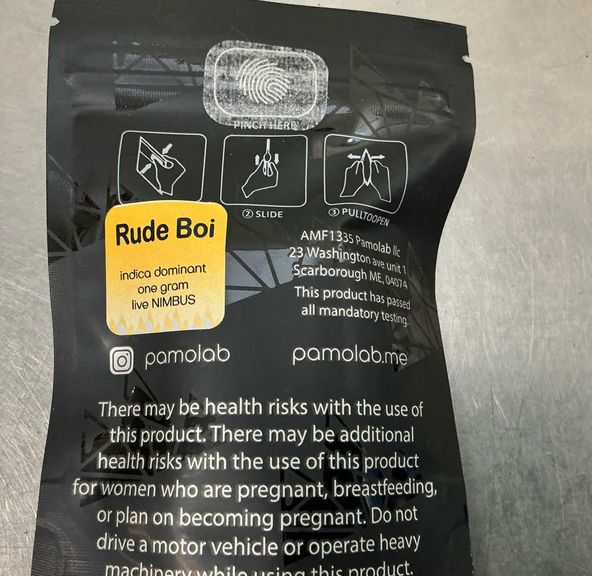 PINCH HERE
② SLIDE
③ PULLTOOPEN
Rude Boi
indica dominant
one gram
live NIMBUS
AMF1335 Pamolab llc
23 Washington ave unit 1
Scarborough ME, 04074
This product has passed
all mandatory testing.
pamolab
pamolab.me
There may be health risks with the use of
this product. There may be additional
health risks with the use of this product
for women who are pregnant, breastfeeding,
or plan on becoming pregnant. Do not
drive a motor vehicle or operate heavy
machinery while using this product.